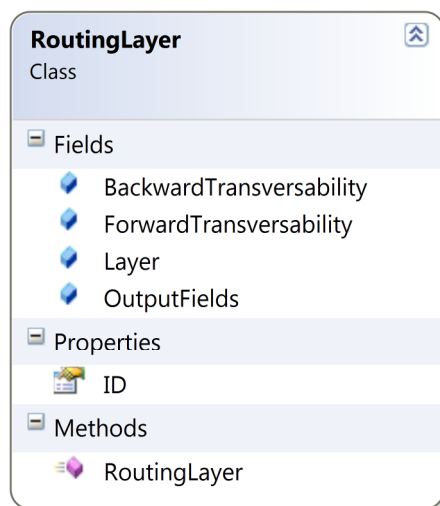 RoutingLayer
Class
Fields
BackwardTransversability
ForwardTransversability
Layer
OutputFields
Properties
ID
Methods
RoutingLayer